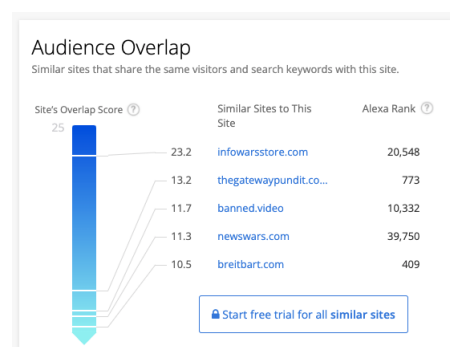 Audience Overlap
Similar sites that share the same visitors and search keywords with this site.
Site's Overlap Score ?
Similar Sites to This
Site
Alexa Rank ?
25
23.2 infowarsstore.com 20,548
13.2 thegatewaypundit.co... 773
11.7 banned.video 10,332
11.3 newswars.com 39,750
10.5 breitbart.com 409
Start free trial for all similar sites